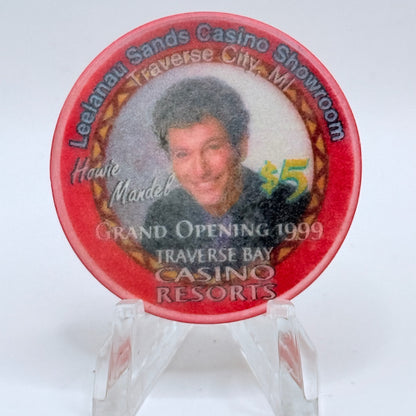 Leelanau Sands Casino Showroom
Traverse City, MI
Howie
Mandel
$5
GRAND OPENING 1999
TRAVERSE BAY
CASINO
RESORTS